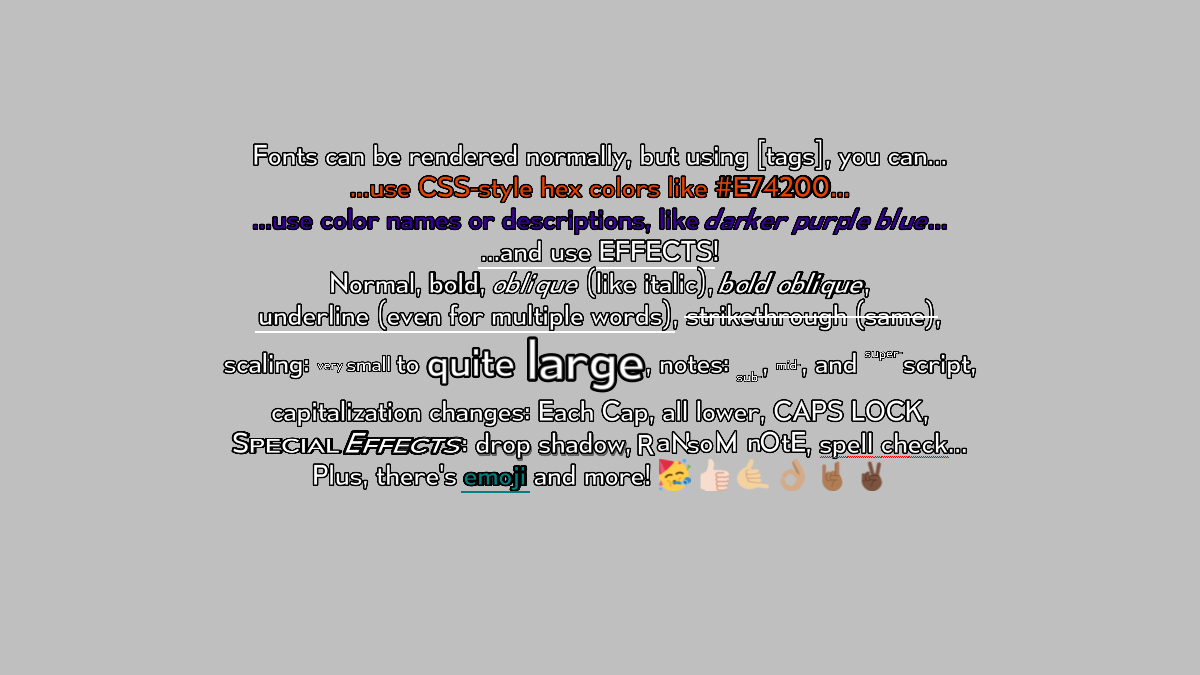 Fonts can be rendered normally, but using [tags], you can...
...use CSS-style hex colors like #E74200...
...use color names or descriptions, like darker purple blue...
...and use EFFECTS!
Normal, bold, oblique (like italic), bold oblique,
underline (even for multiple words), strikethrough (same),
scaling: very small to quite large, notes: sub-, mid-, and super-script,
capitalization changes: Each Cap, all lower, CAPS LOCK,
SPECIAL EFFECTS: drop shadow, RaNsoM nOtE, spell check...
Plus, there's emoji and more! 🥳👍🏻🤙🏼👌🏽🤘🏾✌🏿